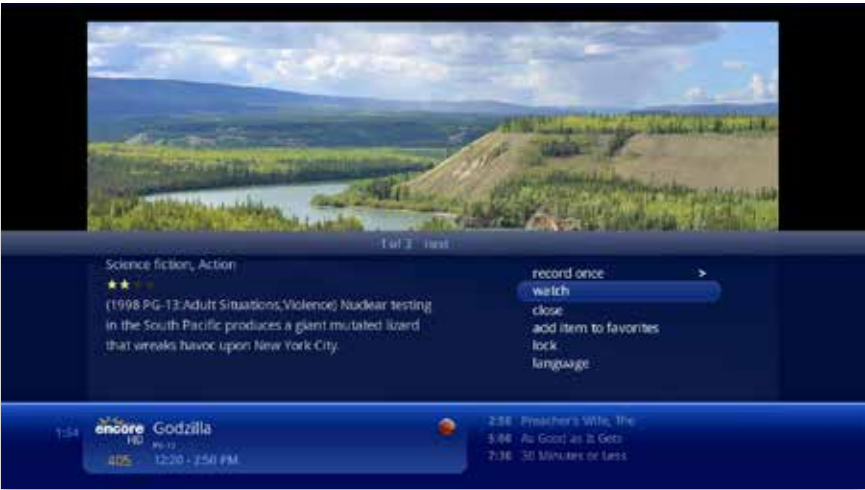 1 of 2 next
Science fiction, Action
(1998 PG-13:Adult Situations,Violence) Nuclear testing
in the South Pacific produces a giant mutated lizard
that wreaks havoc upon New York City.
record once >
watch
close
add item to favorites
lock
language
1:54
encore
HD
405
Godzilla
PG-13
12:20 - 2:50 PM
2:50 Preacher's Wife, The
5:00 As Good as It Gets
7:30 30 Minutes or Less